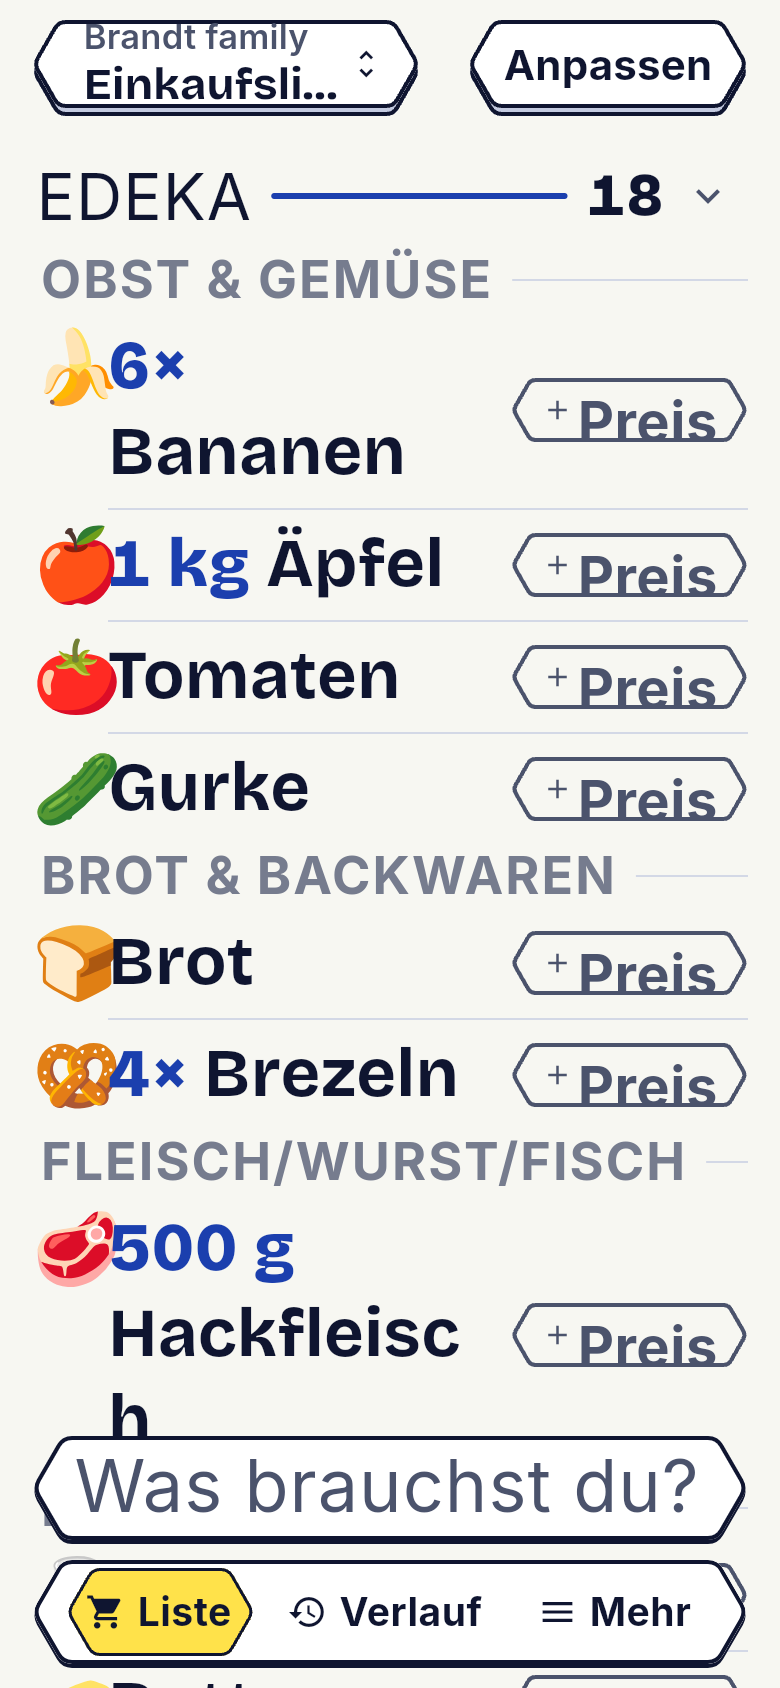 Brandt family
Einkaufsli...
Anpassen
EDEKA 18
OBST & GEMÜSE
6×
Bananen
+ Preis
1 kg Äpfel
+ Preis
Tomaten
+ Preis
Gurke
+ Preis
BROT & BACKWAREN
Brot
+ Preis
4× Brezeln
+ Preis
FLEISCH/WURST/FISCH
500 g
Hackfleisc
h
+ Preis
Was brauchst du?
Liste
Verlauf
Mehr